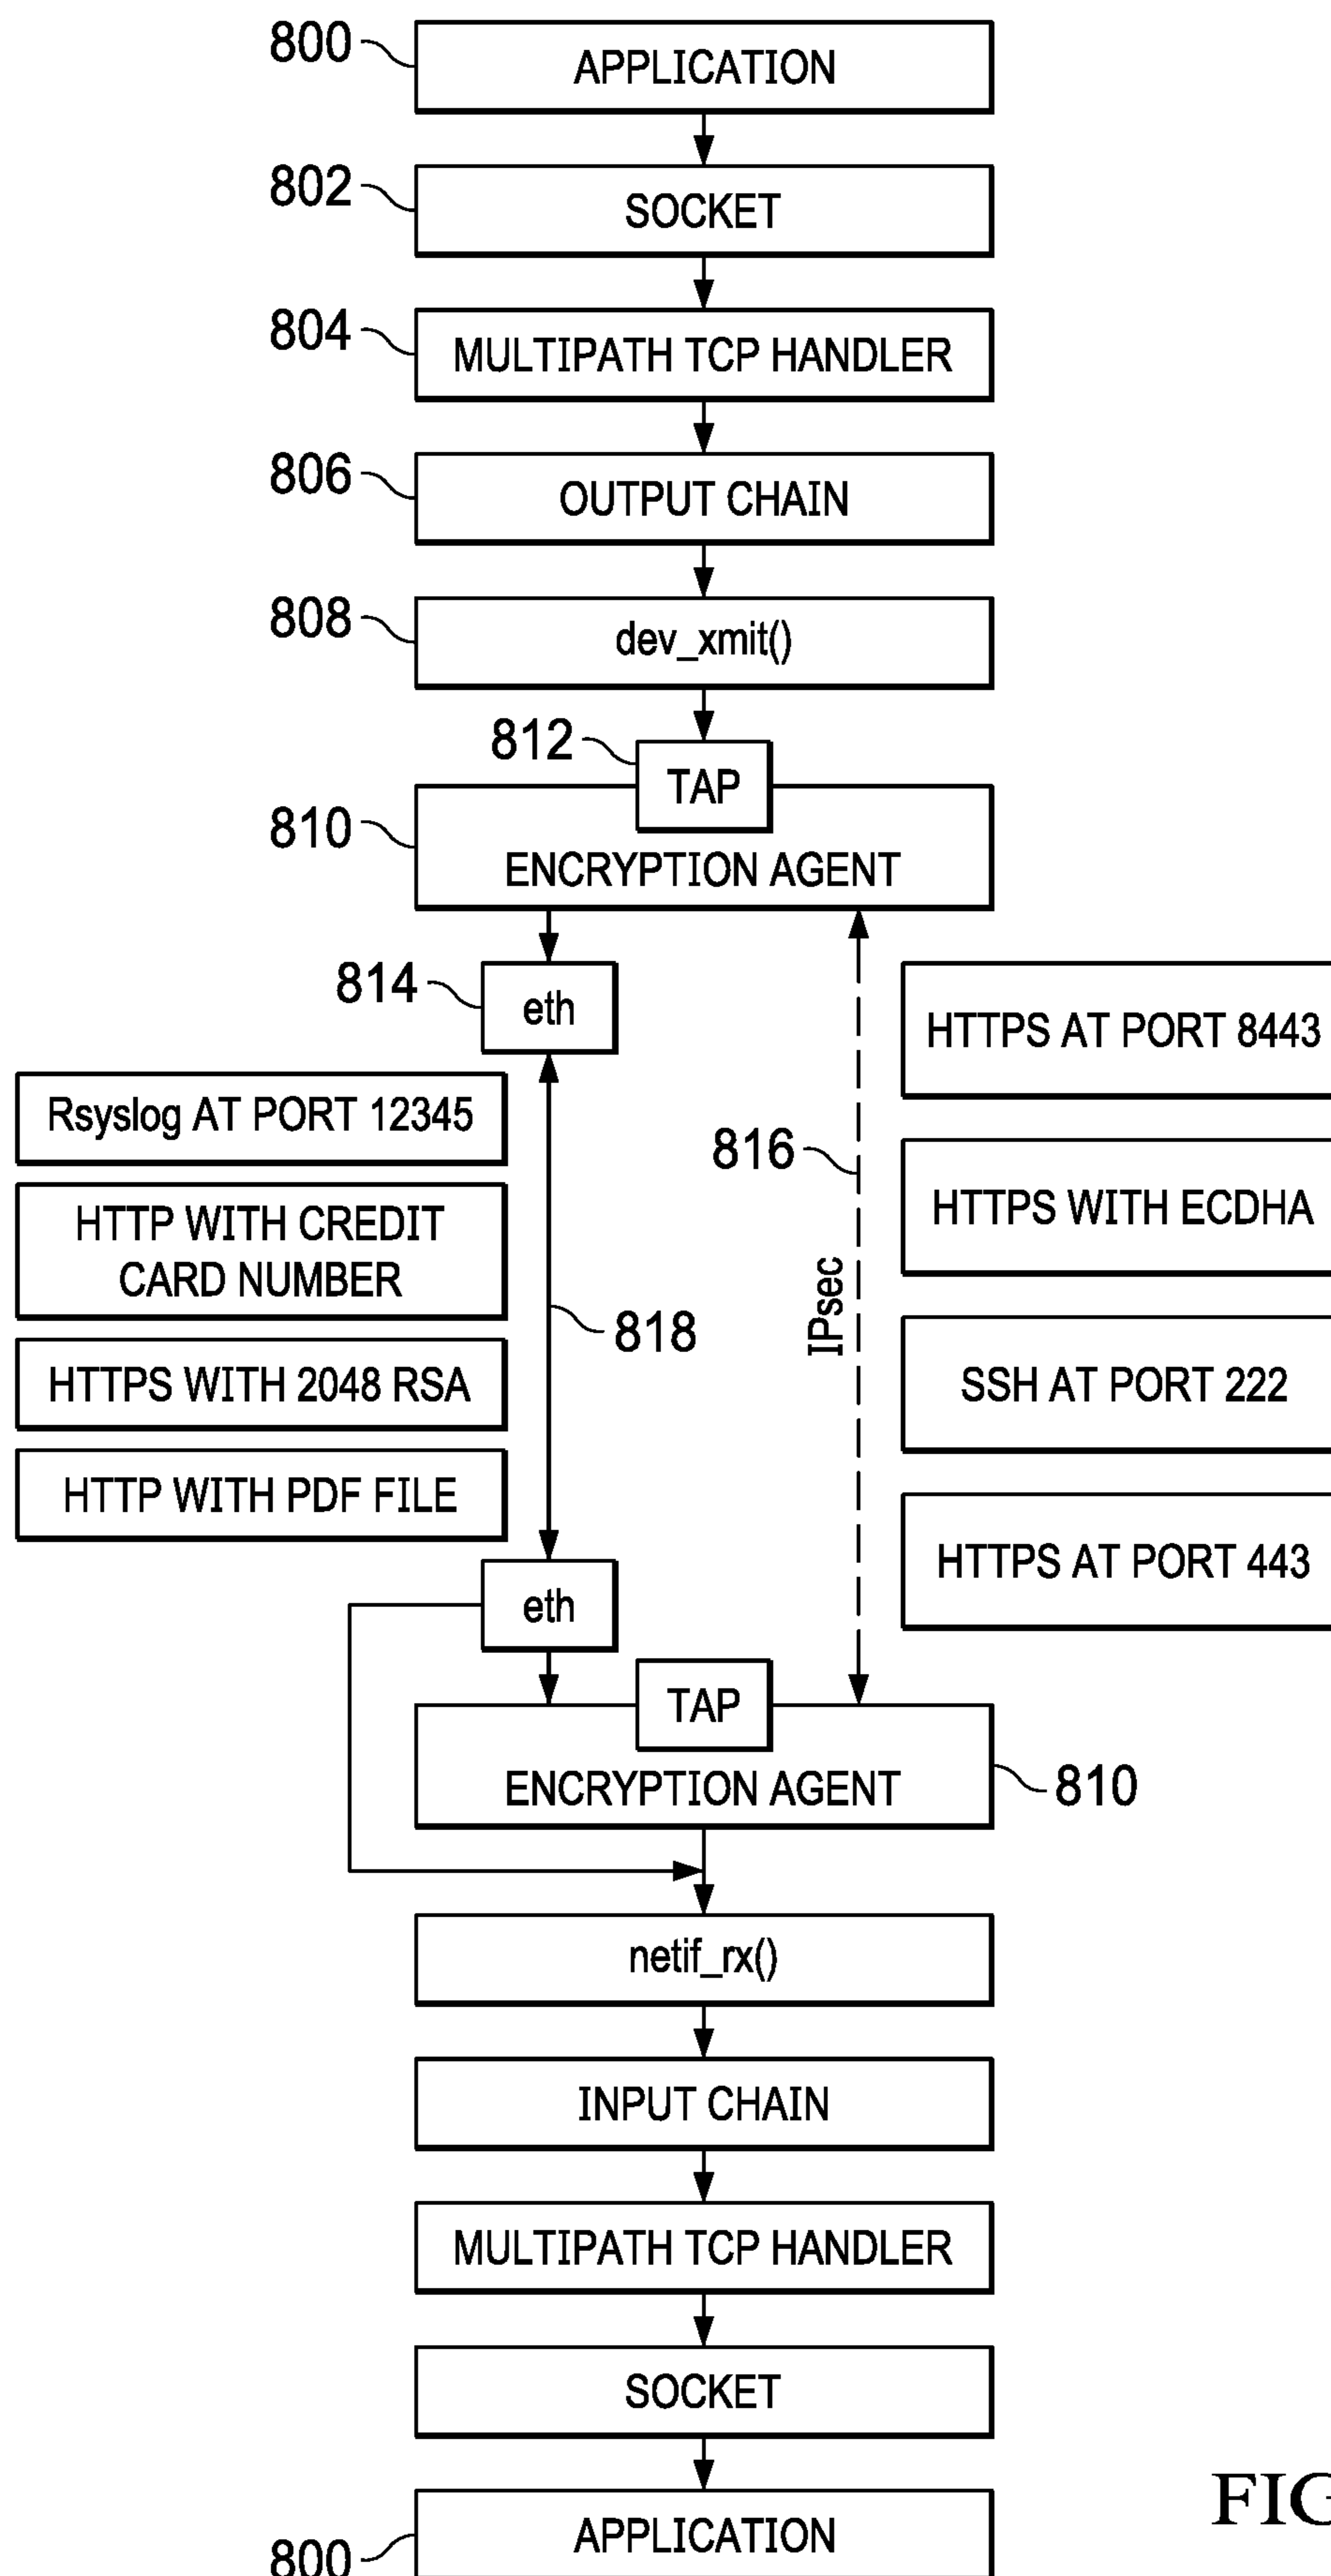 800
APPLICATION
802
SOCKET
804
MULTIPATH TCP HANDLER
806
OUTPUT CHAIN
808
dev_xmit()
812
TAP
810
ENCRYPTION AGENT
814
eth
HTTPS AT PORT 8443
Rsyslog AT PORT 12345
816
HTTPS WITH ECDHA
HTTP WITH CREDIT
CARD NUMBER
IPsec
818
HTTPS WITH 2048 RSA
SSH AT PORT 222
HTTP WITH PDF FILE
HTTPS AT PORT 443
eth
TAP
ENCRYPTION AGENT
810
netif_rx()
INPUT CHAIN
MULTIPATH TCP HANDLER
SOCKET
FIG
APPLICATION
800